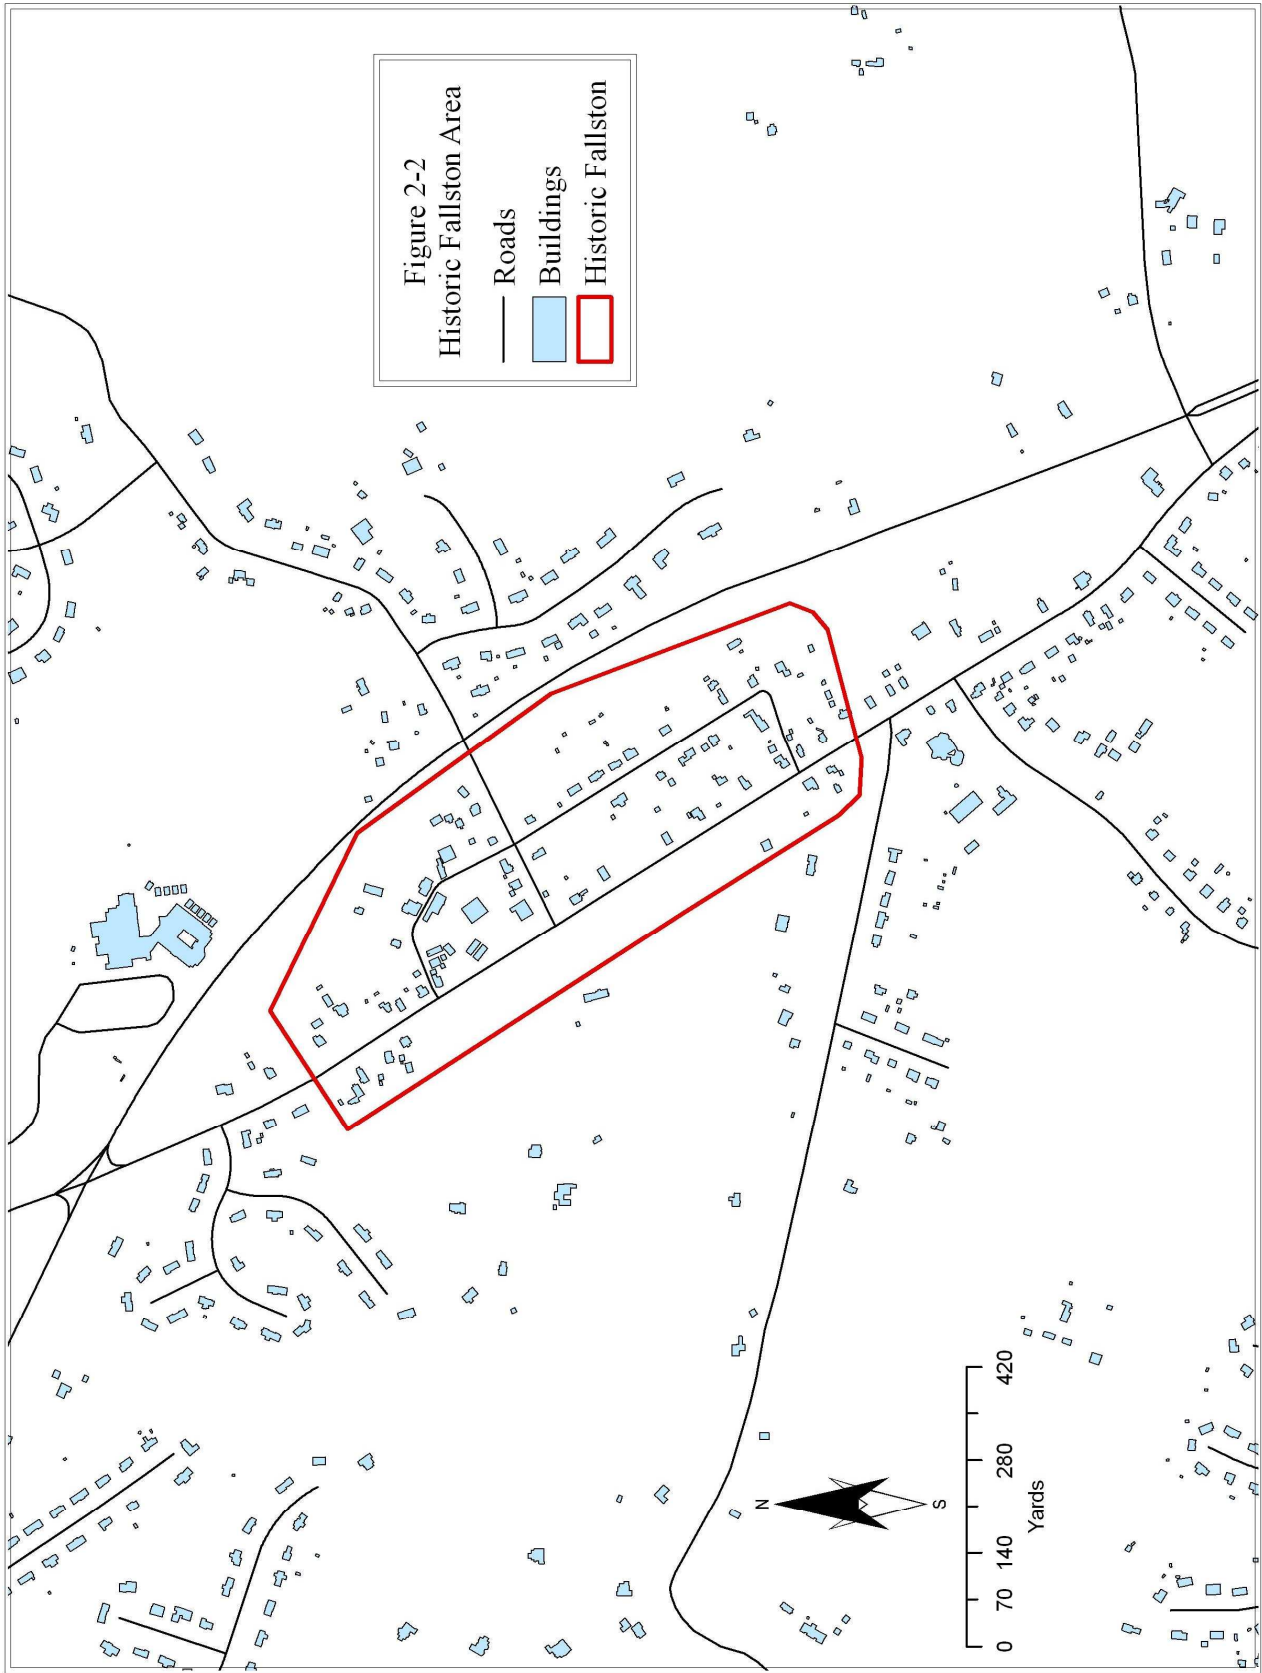 Figure 2-2
Historic Fallston Area
Roads
Buildings
Historic Fallston
N
S
0 70 140 280 420
Yards